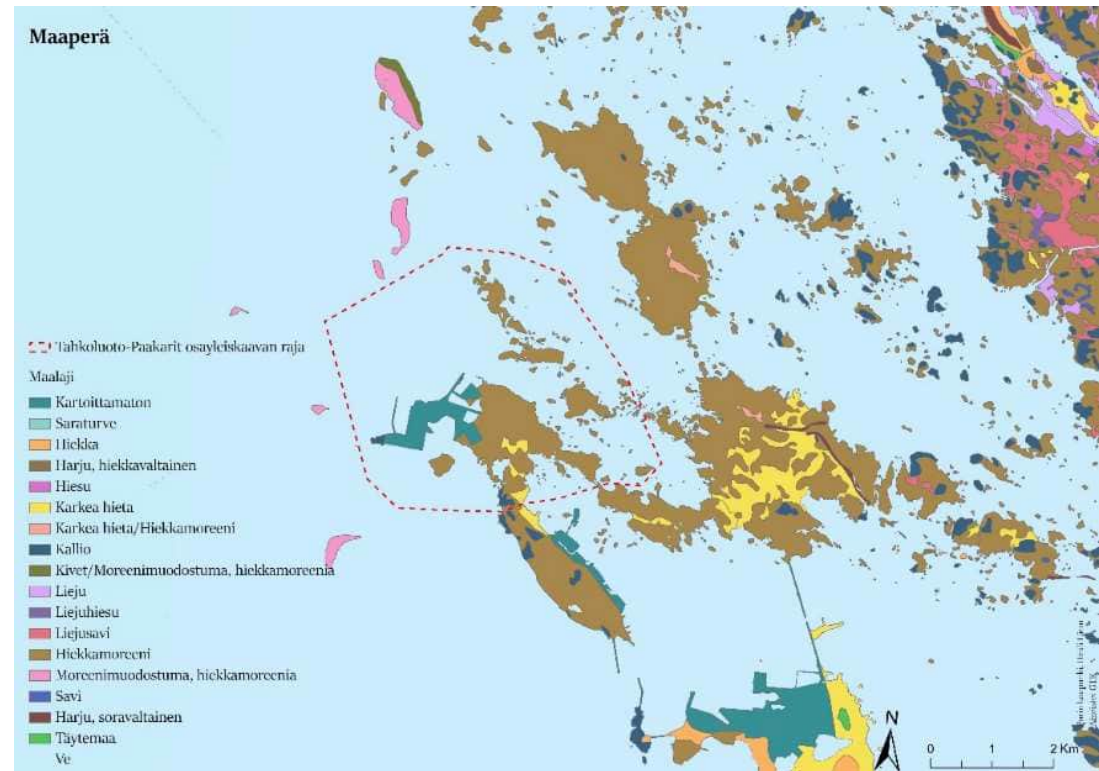 Maaperä
Tahkoluoto-Paakarit osayleiskaavan raja
Maalaji
Kartoittamaton
Saraturve
Hiekka
Harju, hiekkavaltainen
Hiesu
Karkea hieta
Karkea hieta/Hiekkamoreeni
Kallio
Kivet/Moreenimuodostuma, hiekkamoreenia
Lieju
Liejuhiesu
Liejusavi
Hiekkamoreeni
Moreenimuodostuma, hiekkamoreenia
Savi
Harju, soravaltainen
Täytemaa
Ve
N
0 1 2 Km